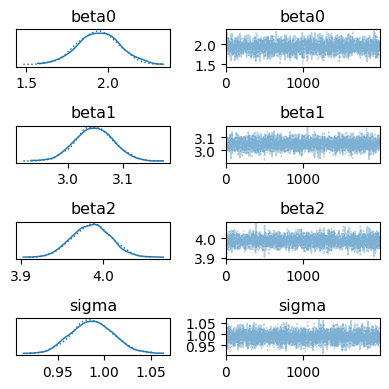 beta0 beta0
2.0
1.5
1.5 2.0 0 1000
beta1 beta1
3.1
3.0
3.0 3.1 0 1000
beta2 beta2
4.0
3.9
3.9 4.0 0 1000
sigma sigma
1.05
1.00
0.95
0.95 1.00 1.05 0 1000